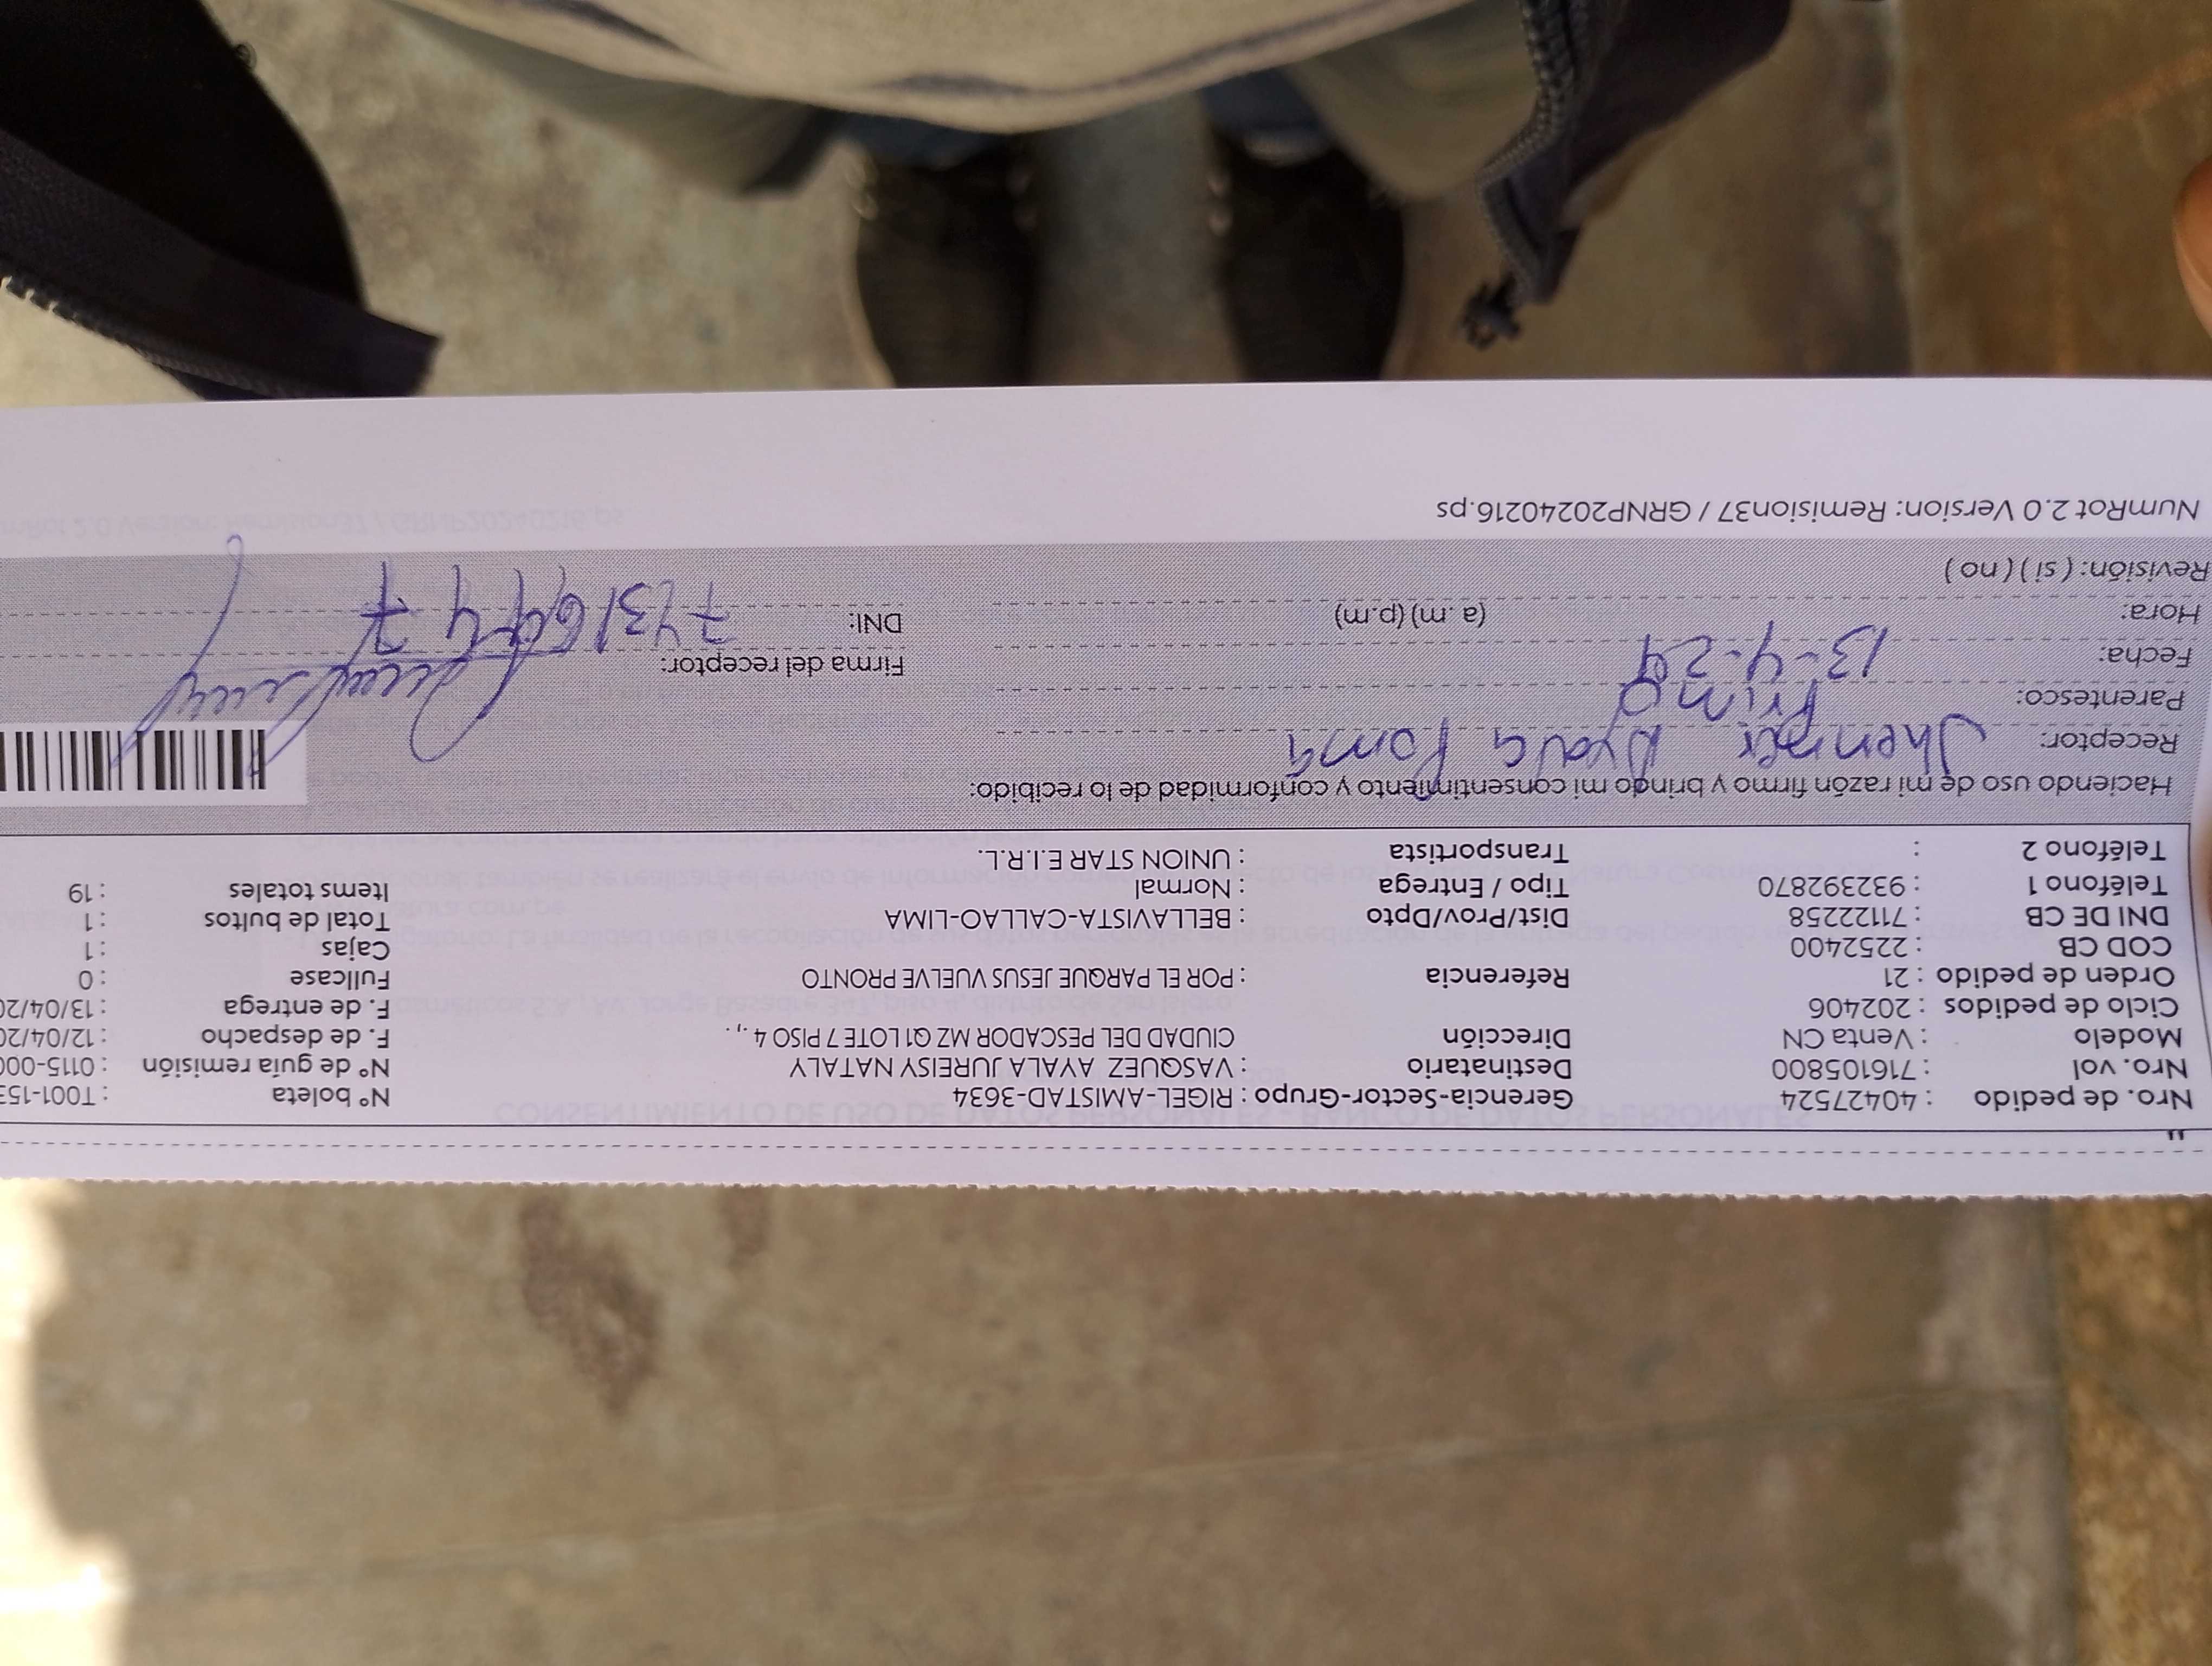 Nro. de pedido : 40427524 Gerencia-Sector-Grupo : RIGEL-AMISTAD-3634 N° boleta : T001-153
Nro. vol : 716105800 Destinatario : VASQUEZ AYALA JUREISY NATALY N° de guía remisión : 0115-000
Modelo : Venta CN Dirección CIUDAD DEL PESCADOR MZ Q1 LOTE 7 PISO 4 ., . F. de despacho : 12/04/20
Ciclo de pedidos : 202406 F. de entrega : 13/04/20
Orden de pedido : 21 Referencia : POR EL PARQUE JESUS VUELVE PRONTO Fullcase : 0
COD CB : 2252400 Cajas : 1
DNI DE CB : 71122258 Dist/Prov/Dpto : BELLAVISTA-CALLAO-LIMA Total de bultos : 1
Teléfono 1 : 932392870 Tipo / Entrega : Normal Items totales : 19
Teléfono 2 : Transportista : UNION STAR E.I.R.L.
Haciendo uso de mi razón firmo y brindo mi consentimiento y conformidad de lo recibido:
Receptor: Ayala Poma
Parentesco: Primo
Fecha: 13-4-24 Firma del receptor:
Hora: (a .m) (p.m) DNI:
Revisión: ( si ) ( no )
NumRot 2.0 Version: Remision37 / GRNP20240216.ps